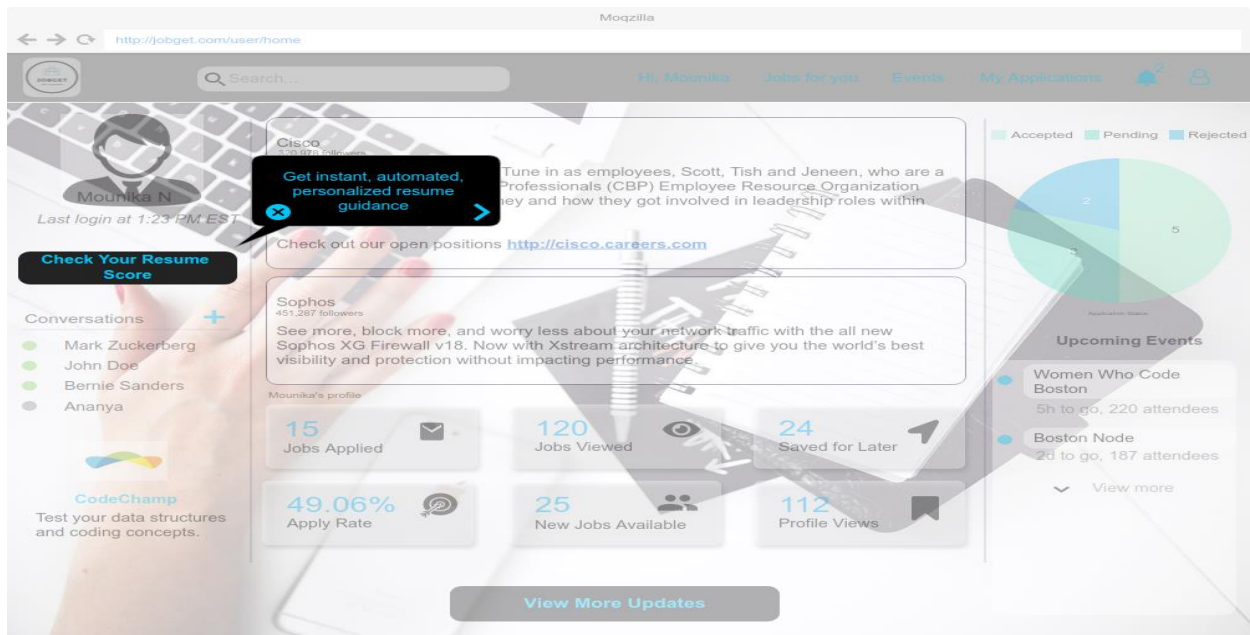 Moqzilla
http://jobget.com/user/home
JOBGET
Search...
Hi, Mounika
Jobs for you
Events
My Applications
2
Mounika N
Last login at 1:23 PM EST
Check Your Resume
Score
Get instant, automated,
personalized resume
guidance
Conversations
Mark Zuckerberg
John Doe
Bernie Sanders
Ananya
CodeChamp
Test your data structures
and coding concepts.
Cisco
320,978 followers
Tune in as employees, Scott, Tish and Jeneen, who are a
Professionals (CBP) Employee Resource Organization
ney and how they got involved in leadership roles within
Check out our open positions http://cisco.careers.com
Sophos
451,287 followers
See more, block more, and worry less about your network traffic with the all new
Sophos XG Firewall v18. Now with Xstream architecture to give you the world's best
visibility and protection without impacting performance.
Mounika's profile
15
Jobs Applied
120
Jobs Viewed
24
Saved for Later
49.06%
Apply Rate
25
New Jobs Available
112
Profile Views
View More Updates
Accepted
Pending
Rejected
2
5
Application Status
Upcoming Events
Women Who Code
Boston
5h to go, 220 attendees
Boston Node
2d to go, 187 attendees
View more